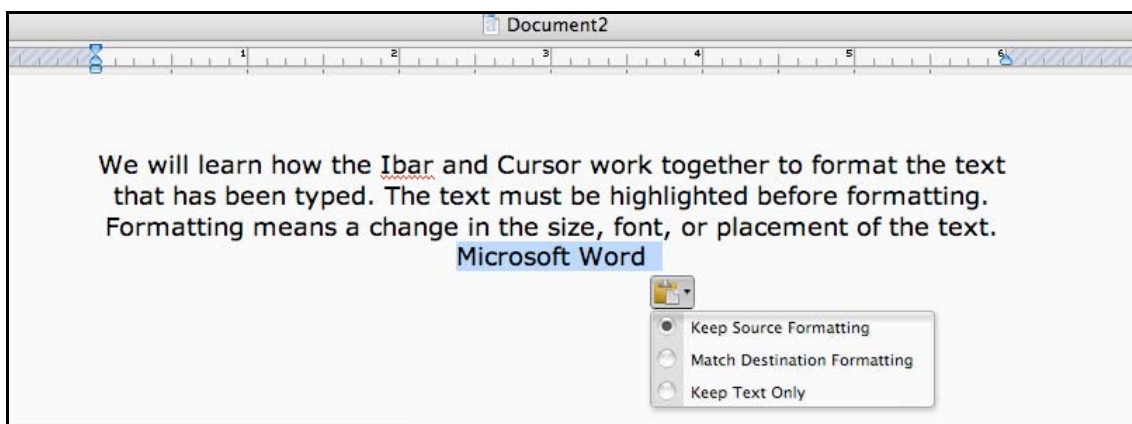 Document2
1 2 3 4 5 6
We will learn how the Ibar and Cursor work together to format the text
that has been typed. The text must be highlighted before formatting.
Formatting means a change in the size, font, or placement of the text.
Microsoft Word
Keep Source Formatting
Match Destination Formatting
Keep Text Only